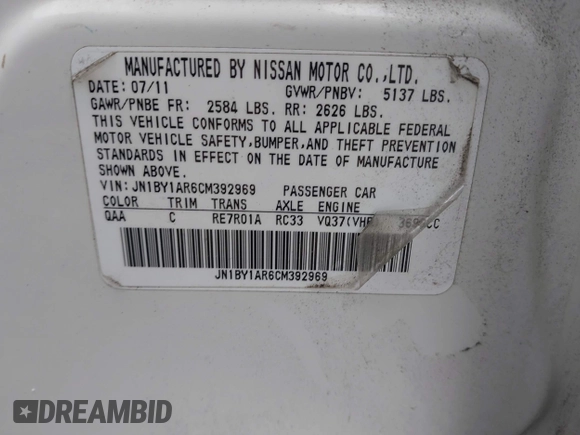 MANUFACTURED BY NISSAN MOTOR CO.,LTD.
DATE: 07/11 GVWR/PNBV: 5137 LBS.
GAWR/PNBE FR: 2584 LBS. RR: 2626 LBS.
THIS VEHICLE CONFORMS TO ALL APPLICABLE FEDERAL
MOTOR VEHICLE SAFETY,BUMPER,AND THEFT PREVENTION
STANDARDS IN EFFECT ON THE DATE OF MANUFACTURE
SHOWN ABOVE.
VIN: JN1BY1AR6CM392969 PASSENGER CAR
COLOR TRIM TRANS AXLE ENGINE
QAA C RE7R01A RC33
JN1BY1AR6CM392969
DREAMBID